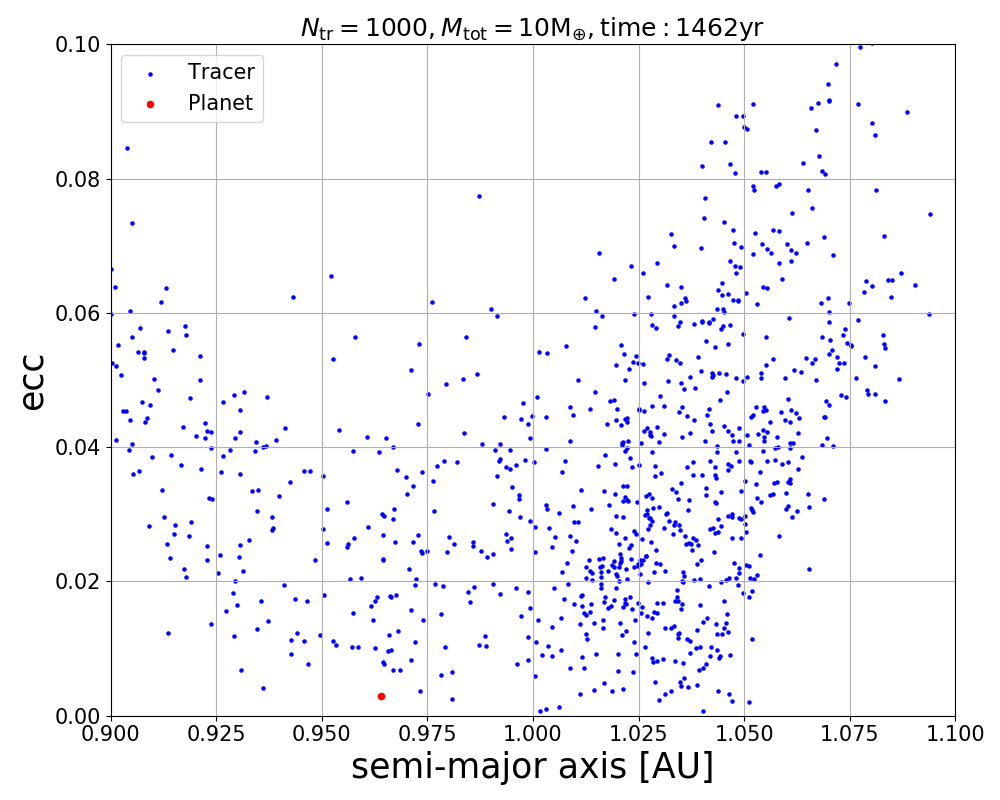 N_tr = 1000, M_tot = 10M_⊕, time : 1462yr
Tracer
Planet
ecc
0.10
0.08
0.06
0.04
0.02
0.00
0.900 0.925 0.950 0.975 1.000 1.025 1.050 1.075 1.100
semi-major axis [AU]